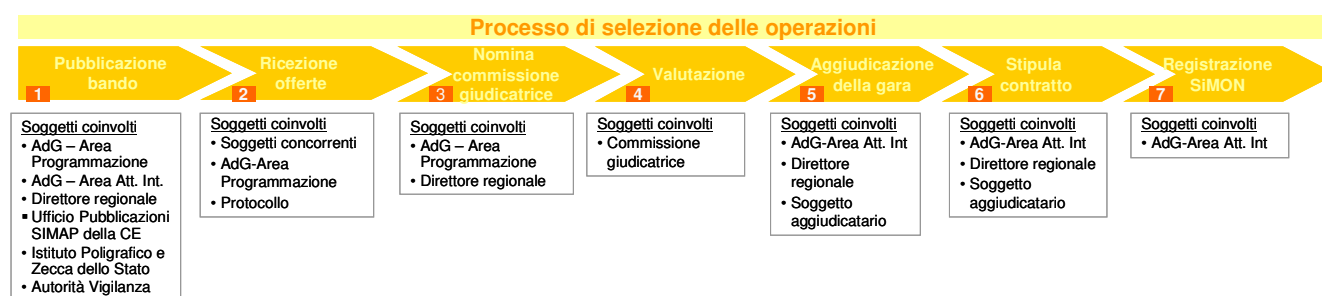 Processo di selezione delle operazioni
Pubblicazione
bando
1
Ricezione
offerte
2
Nomina
commissione
giudicatrice
3
Valutazione
4
Aggiudicazione
della gara
5
Stipula
contratto
6
Registrazione
SiMON
7
Soggetti coinvolti
• AdG – Area
Programmazione
• AdG – Area Att. Int.
• Direttore regionale
▪ Ufficio Pubblicazioni
SIMAP della CE
• Istituto Poligrafico e
Zecca dello Stato
• Autorità Vigilanza
Soggetti coinvolti
• Soggetti concorrenti
• AdG-Area
Programmazione
• Protocollo
Soggetti coinvolti
• AdG – Area
Programmazione
• Direttore regionale
Soggetti coinvolti
• Commissione
giudicatrice
Soggetti coinvolti
• AdG-Area Att. Int
• Direttore
regionale
• Soggetto
aggiudicatario
Soggetti coinvolti
• AdG-Area Att. Int
• Direttore regionale
• Soggetto
aggiudicatario
Soggetti coinvolti
• AdG-Area Att. Int